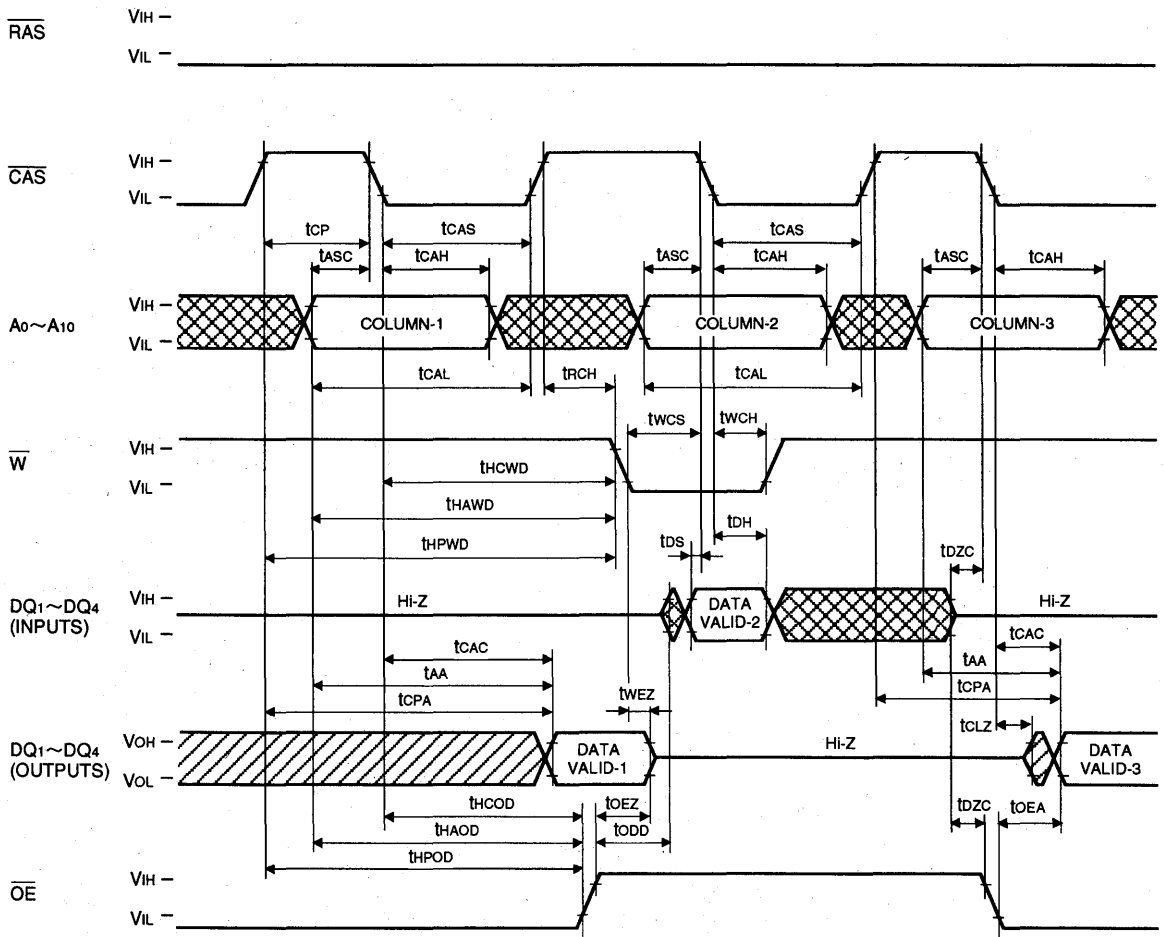 RAS
VIH
VIL
CAS
VIH
VIL
tCP
tCAS
tCAS
tASC
tCAH
tASC
tCAH
tASC
tCAH
A0~A10
VIH
VIL
COLUMN-1
COLUMN-2
COLUMN-3
tCAL
tRCH
tCAL
tWCS
tWCH
W
VIH
VIL
tHCWD
tHAWD
tHPWD
tDS
tDH
tDZC
DQ1~DQ4
(INPUTS)
VIH
VIL
Hi-Z
DATA
VALID-2
Hi-Z
tCAC
tAA
tCPA
tWEZ
tCAC
tAA
tCPA
tCLZ
DQ1~DQ4
(OUTPUTS)
VOH
VOL
DATA
VALID-1
Hi-Z
DATA
VALID-3
tHCOD
tOEZ
tDZC
tOEA
tHAOD
tODD
tHPOD
OE
VIH
VIL